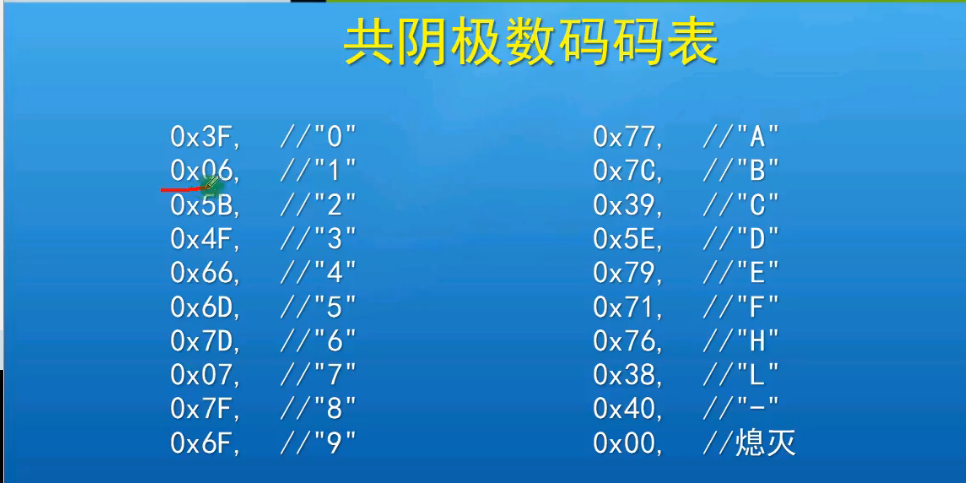 共阴极数码码表
0x3F, //"0"
0x06, //"1"
0x5B, //"2"
0x4F, //"3"
0x66, //"4"
0x6D, //"5"
0x7D, //"6"
0x07, //"7"
0x7F, //"8"
0x6F, //"9"
0x77, //"A"
0x7C, //"B"
0x39, //"C"
0x5E, //"D"
0x79, //"E"
0x71, //"F"
0x76, //"H"
0x38, //"L"
0x40, //"-"
0x00, //熄灭